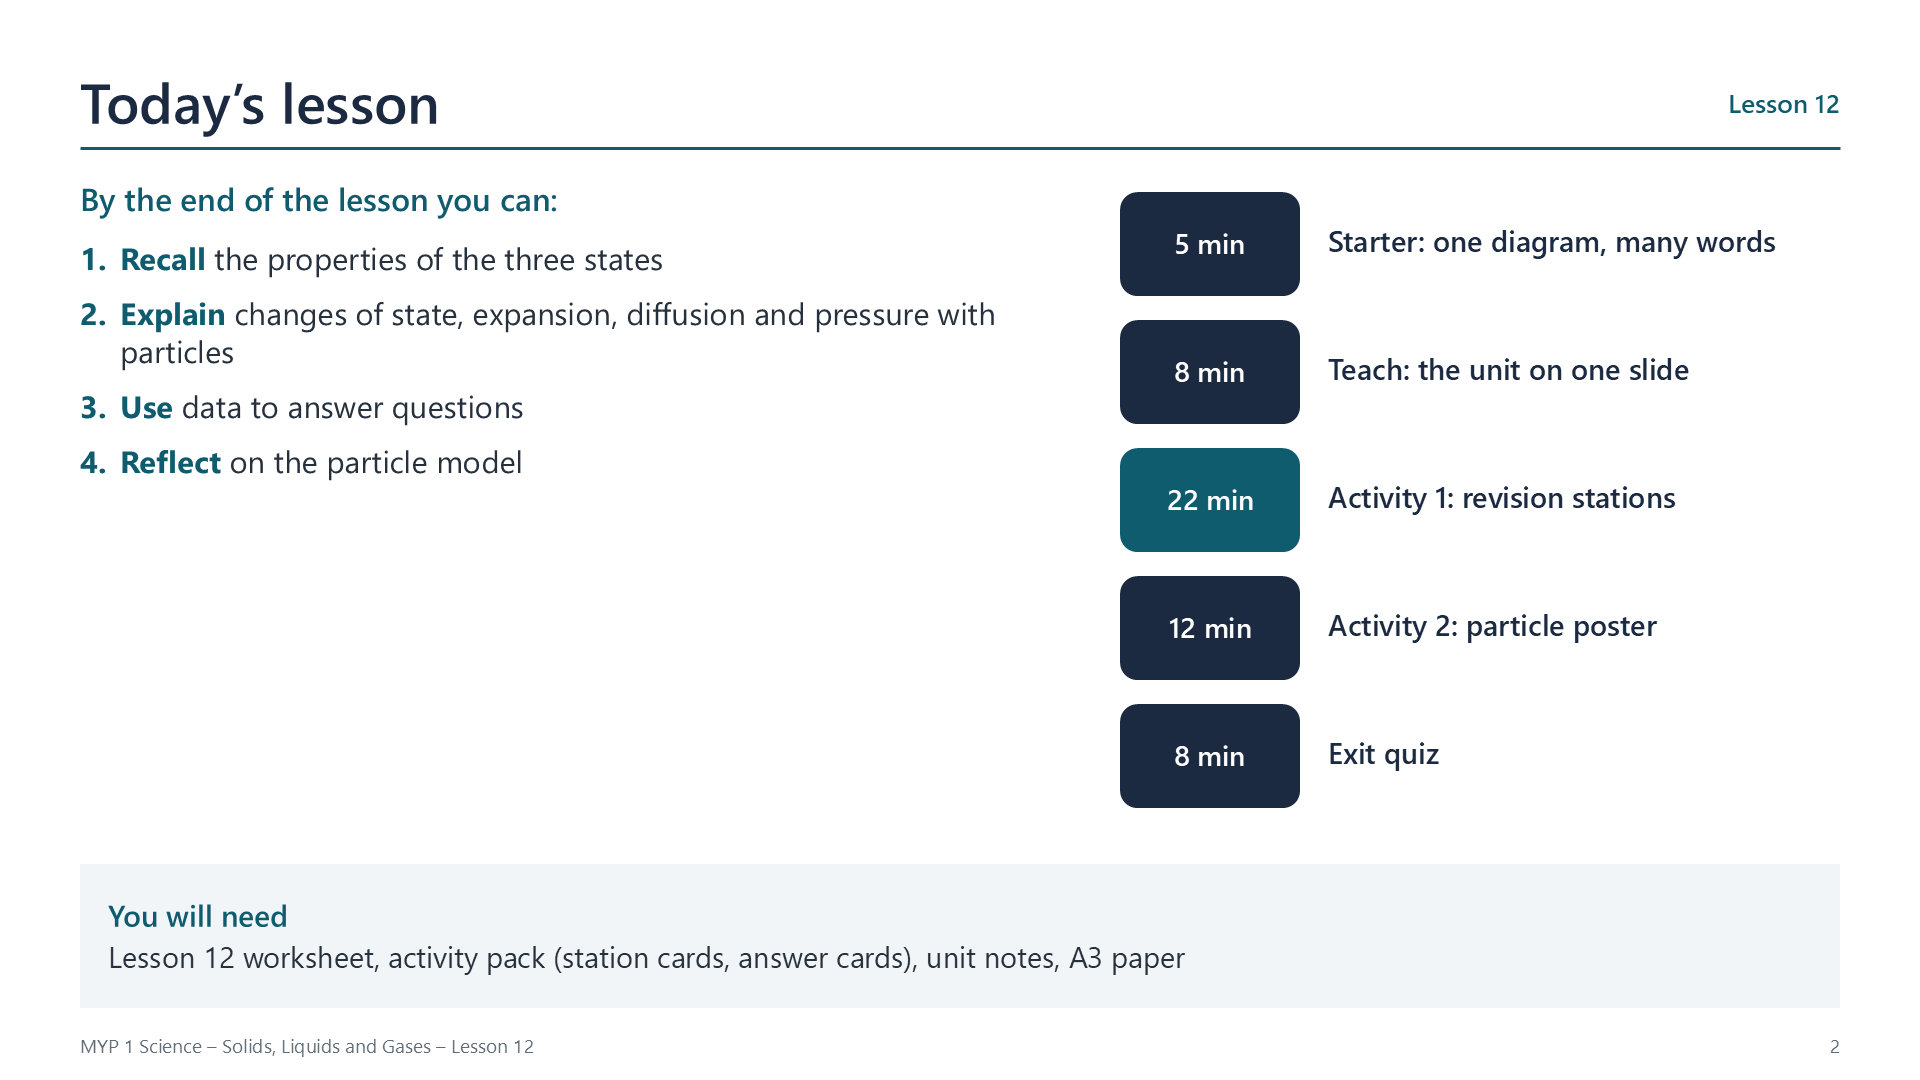 Today’s lesson
Lesson 12
By the end of the lesson you can:
1. Recall the properties of the three states
2. Explain changes of state, expansion, diffusion and pressure with
particles
3. Use data to answer questions
4. Reflect on the particle model
5 min
Starter: one diagram, many words
8 min
Teach: the unit on one slide
22 min
Activity 1: revision stations
12 min
Activity 2: particle poster
8 min
Exit quiz
You will need
Lesson 12 worksheet, activity pack (station cards, answer cards), unit notes, A3 paper
MYP 1 Science – Solids, Liquids and Gases – Lesson 12
2